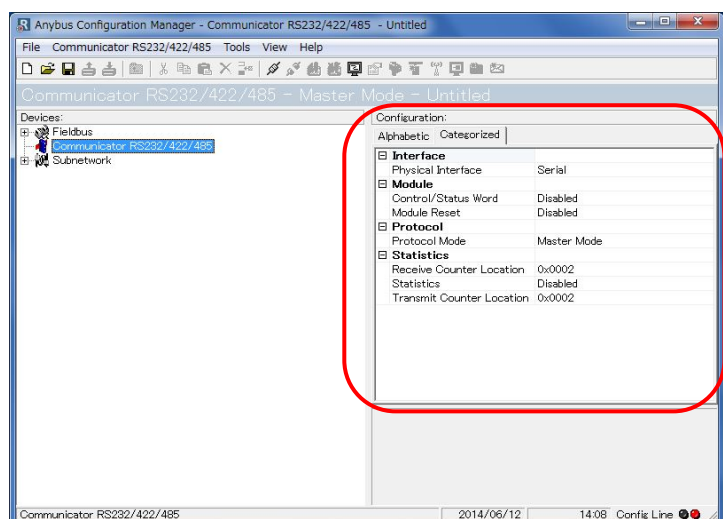 Anybus Configuration Manager - Communicator RS232/422/485 - Untitled
File Communicator RS232/422/485 Tools View Help
Communicator RS232/422/485 - Master Mode - Untitled
Devices:
Fieldbus
Communicator RS232/422/485
Subnetwork
Configuration:
Alphabetic Categorized
Interface
Physical Interface Serial
Module
Control/Status Word Disabled
Module Reset Disabled
Protocol
Protocol Mode Master Mode
Statistics
Receive Counter Location 0x0002
Statistics Disabled
Transmit Counter Location 0x0002
Communicator RS232/422/485 2014/06/12 14:08 Config Line